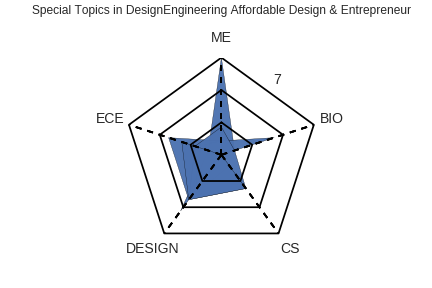 Special Topics in DesignEngineering Affordable Design & Entrepreneur
ME
7
ECE
BIO
DESIGN
CS